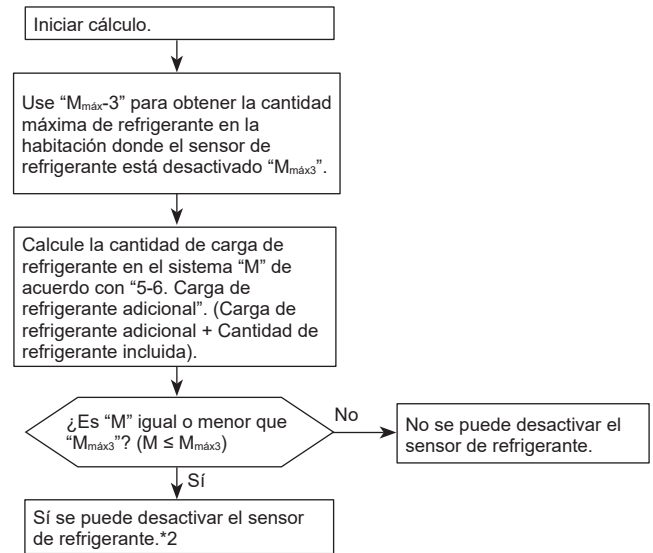 Iniciar cálculo.
Use “Mmáx-3” para obtener la cantidad
máxima de refrigerante en la
habitación donde el sensor de
refrigerante está desactivado “Mmáx3”.
Calcule la cantidad de carga de
refrigerante en el sistema “M” de
acuerdo con “5-6. Carga de
refrigerante adicional”. (Carga de
refrigerante adicional + Cantidad de
refrigerante incluida).
¿Es “M” igual o menor que
“Mmáx3”? (M ≤ Mmáx3)
No
No se puede desactivar el
sensor de refrigerante.
Sí
Sí se puede desactivar el sensor
de refrigerante.*2